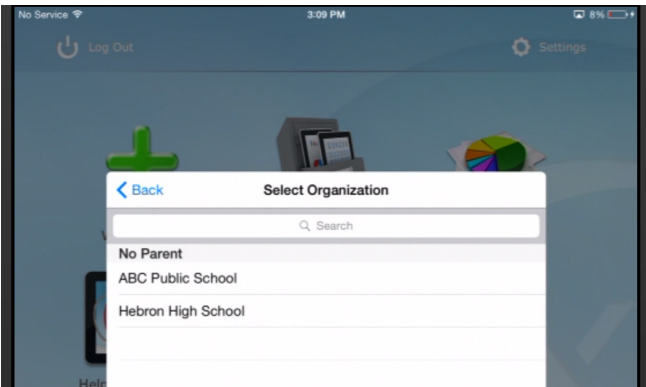 No Service 3:09 PM 8%
Log Out Settings
Back Select Organization
Search
No Parent
ABC Public School
Hebron High School
Help